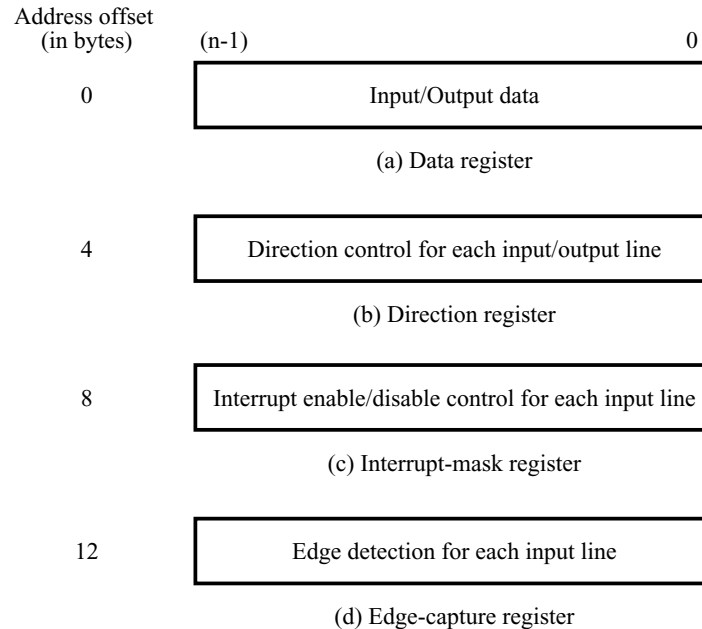 Address offset
(in bytes)
(n-1) 0
0 Input/Output data
(a) Data register
4 Direction control for each input/output line
(b) Direction register
8 Interrupt enable/disable control for each input line
(c) Interrupt-mask register
12 Edge detection for each input line
(d) Edge-capture register